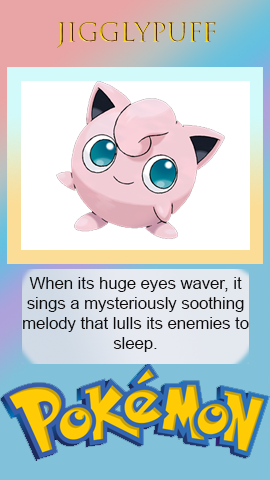 JIGGLYPUFF
When its huge eyes waver, it
sings a mysteriously soothing
melody that lulls its enemies to
sleep.
POKéMON